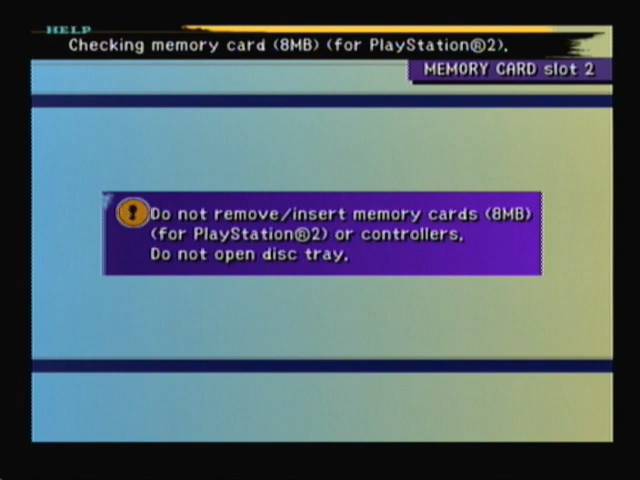 HELP
Checking memory card (8MB) (for PlayStation®2).
MEMORY CARD slot 2
Do not remove/insert memory cards (8MB)
(for PlayStation®2) or controllers.
Do not open disc tray.